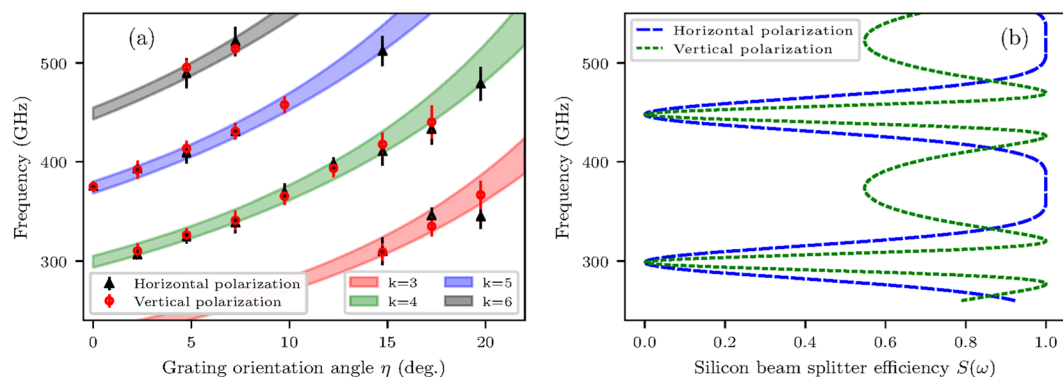 (a)
500
400
300
Frequency (GHz)
Horizontal polarization
Vertical polarization
k=3
k=4
k=5
k=6
0
5
10
15
20
Grating orientation angle η (deg.)
Horizontal polarization
Vertical polarization
(b)
500
400
300
Frequency (GHz)
0.0
0.2
0.4
0.6
0.8
1.0
Silicon beam splitter efficiency S(ω)